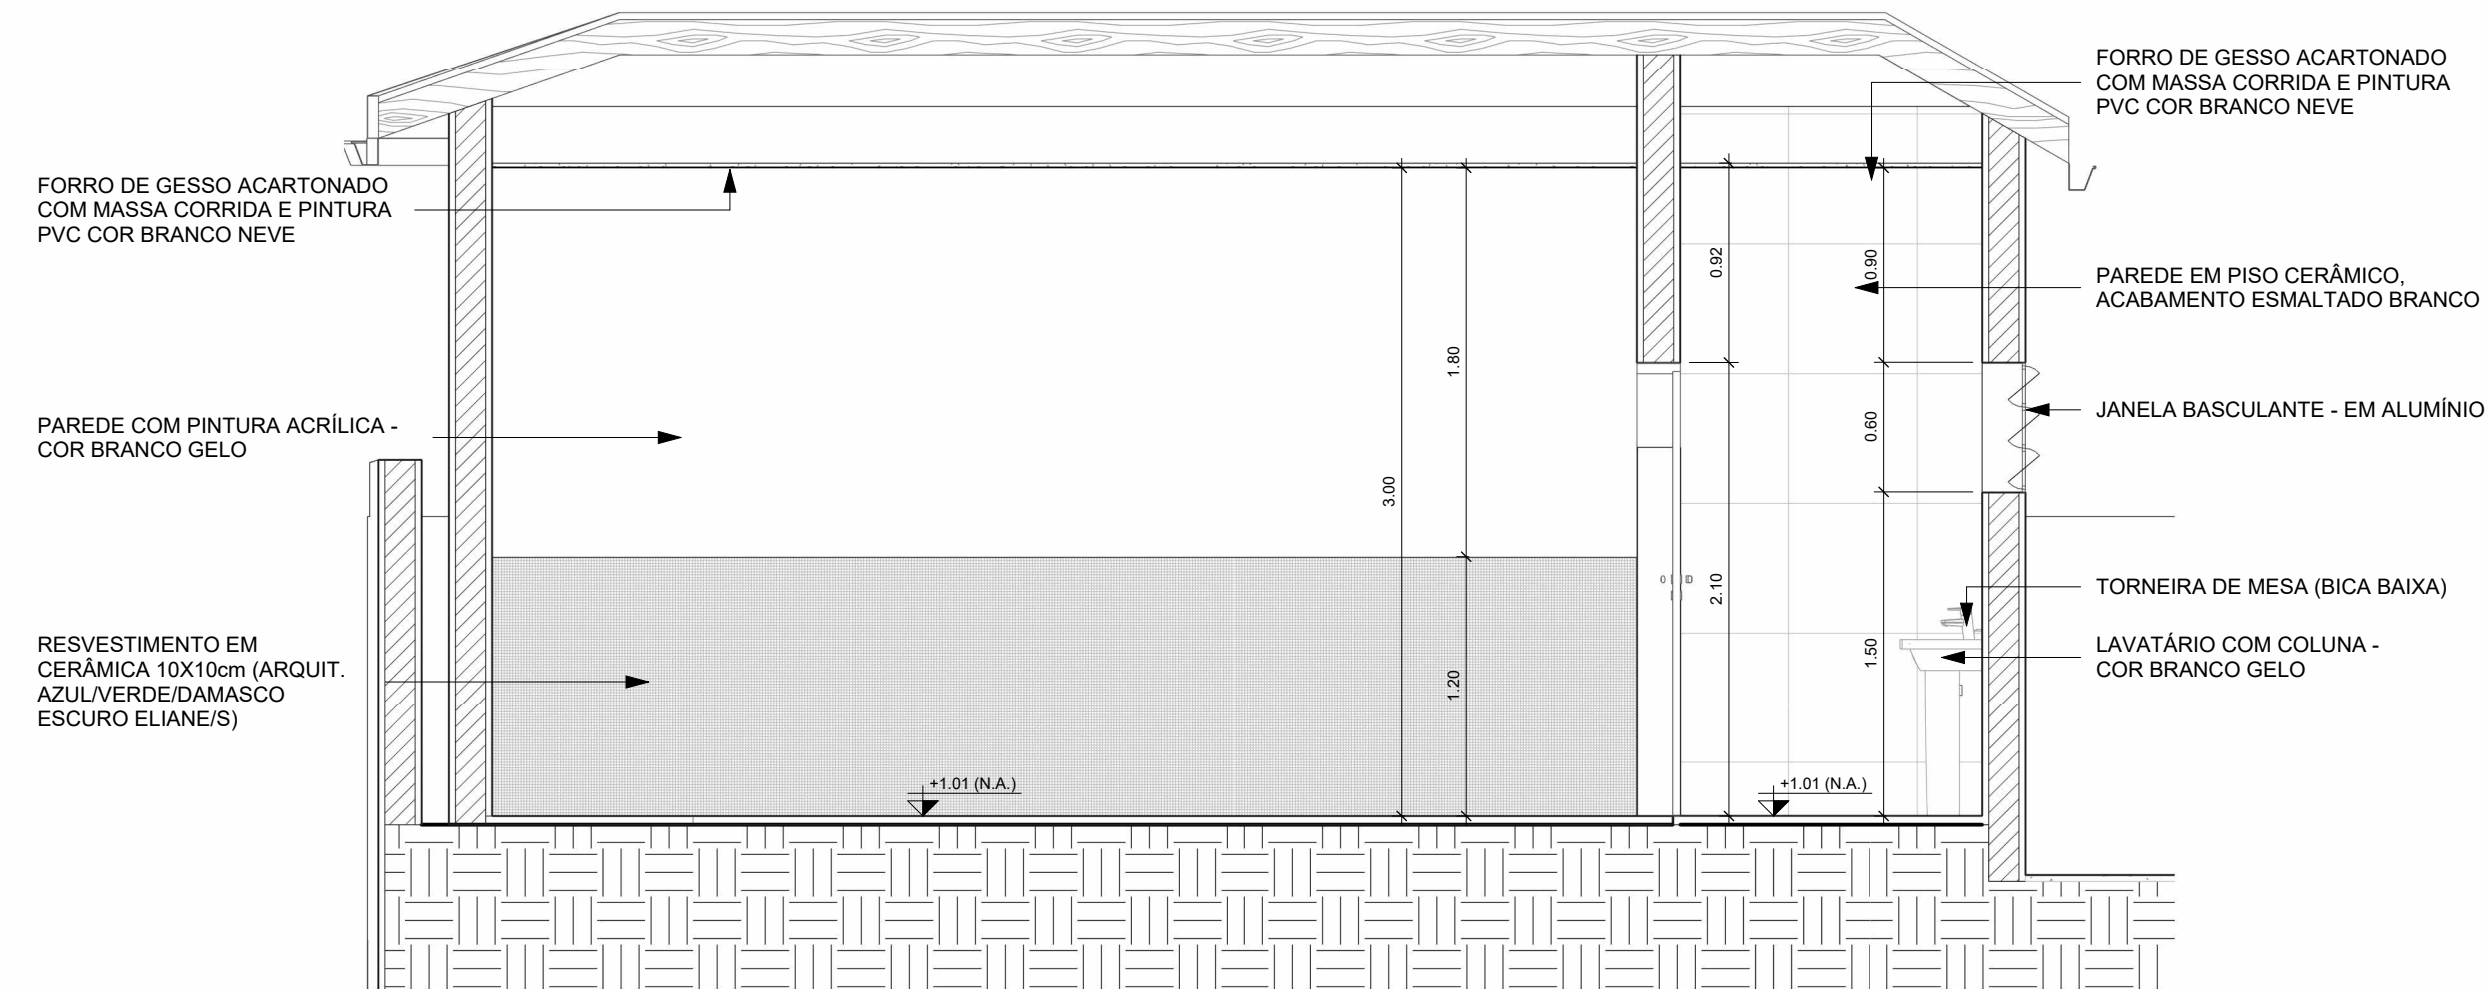 FORRO DE GESSO ACARTONADO
COM MASSA CORRIDA E PINTURA
PVC COR BRANCO NEVE
FORRO DE GESSO ACARTONADO
COM MASSA CORRIDA E PINTURA
PVC COR BRANCO NEVE
PAREDE COM PINTURA ACRÍLICA -
COR BRANCO GELO
RESVESTIMENTO EM
CERÂMICA 10X10cm (ARQUIT.
AZUL/VERDE/DAMASCO
ESCURO ELIANE/S)
3.00
1.80
1.20
0.92
2.10
0.90
0.60
1.50
+1.01 (N.A.)
+1.01 (N.A.)
PAREDE EM PISO CERÂMICO,
ACABAMENTO ESMALTADO BRANCO
JANELA BASCULANTE - EM ALUMÍNIO
TORNEIRA DE MESA (BICA BAIXA)
LAVATÁRIO COM COLUNA -
COR BRANCO GELO